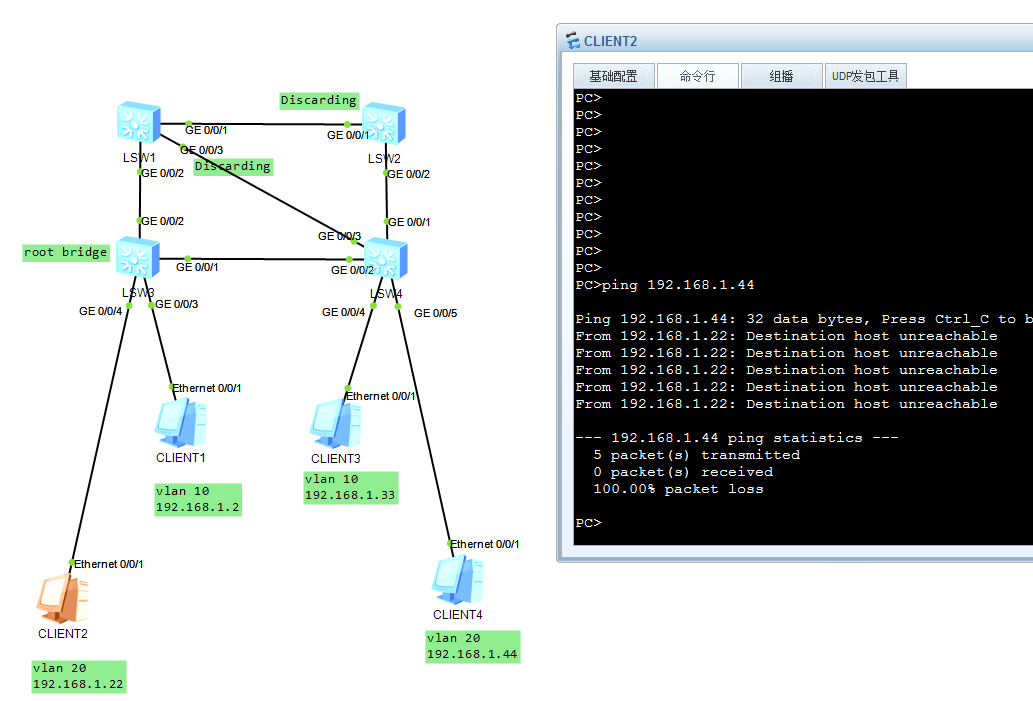 Discarding
GE 0/0/1
GE 0/0/1
GE 0/0/3
LSW1
LSW2
Discarding
GE 0/0/2
GE 0/0/2
GE 0/0/2
GE 0/0/1
GE 0/0/3
root bridge
GE 0/0/1
GE 0/0/2
LSW3
LSW4
GE 0/0/4
GE 0/0/3
GE 0/0/4
GE 0/0/5
Ethernet 0/0/1
Ethernet 0/0/1
CLIENT1
CLIENT3
vlan 10
192.168.1.2
vlan 10
192.168.1.33
Ethernet 0/0/1
Ethernet 0/0/1
CLIENT2
CLIENT4
vlan 20
192.168.1.22
vlan 20
192.168.1.44
CLIENT2
基础配置 命令行 组播 UDP发包工具
PC>
PC>
PC>
PC>
PC>
PC>
PC>
PC>
PC>
PC>
PC>
PC>ping 192.168.1.44
Ping 192.168.1.44: 32 data bytes, Press Ctrl_C to b
From 192.168.1.22: Destination host unreachable
From 192.168.1.22: Destination host unreachable
From 192.168.1.22: Destination host unreachable
From 192.168.1.22: Destination host unreachable
From 192.168.1.22: Destination host unreachable
--- 192.168.1.44 ping statistics ---
5 packet(s) transmitted
0 packet(s) received
100.00% packet loss
PC>